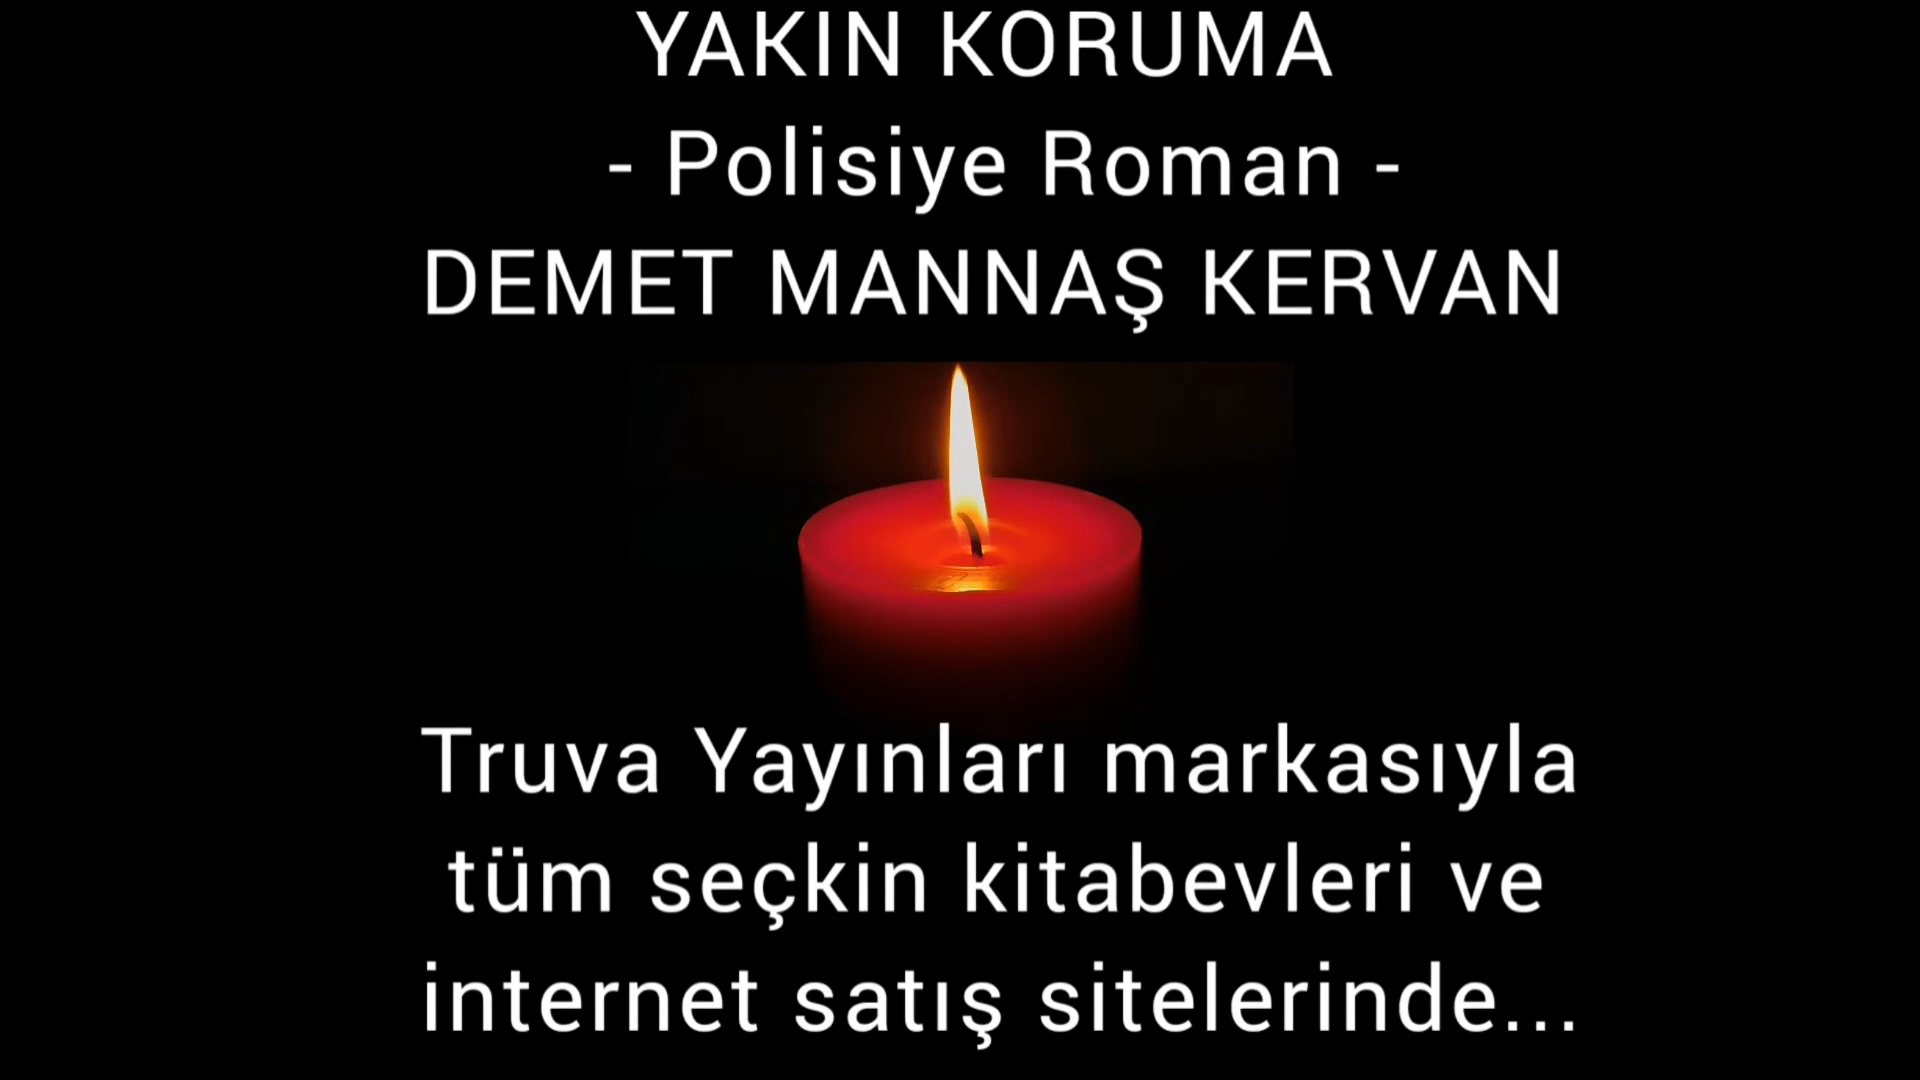 YAKIN KORUMA
- Polisiye Roman -
DEMET MANNAŞ KERVAN
Truva Yayınları markasıyla
tüm seçkin kitabevleri ve
internet satış sitelerinde...